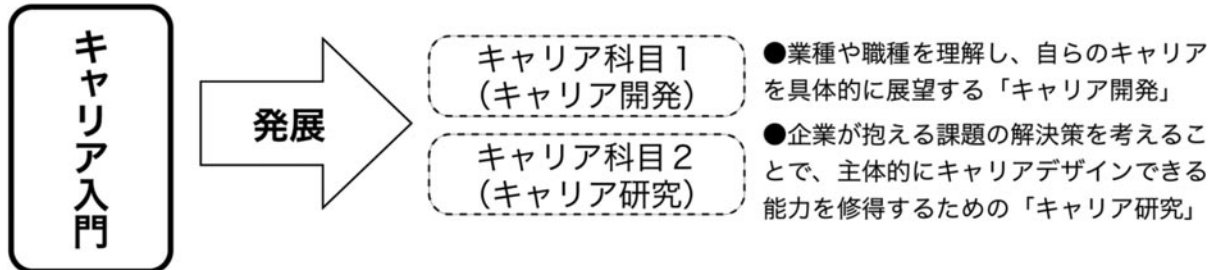 キャリア入門
発展
キャリア科目1
(キャリア開発)
キャリア科目2
(キャリア研究)
●業種や職種を理解し、自らのキャリア
を具体的に展望する「キャリア開発」
●企業が抱える課題の解決策を考えるこ
とで、主体的にキャリアデザインできる
能力を修得するための「キャリア研究」